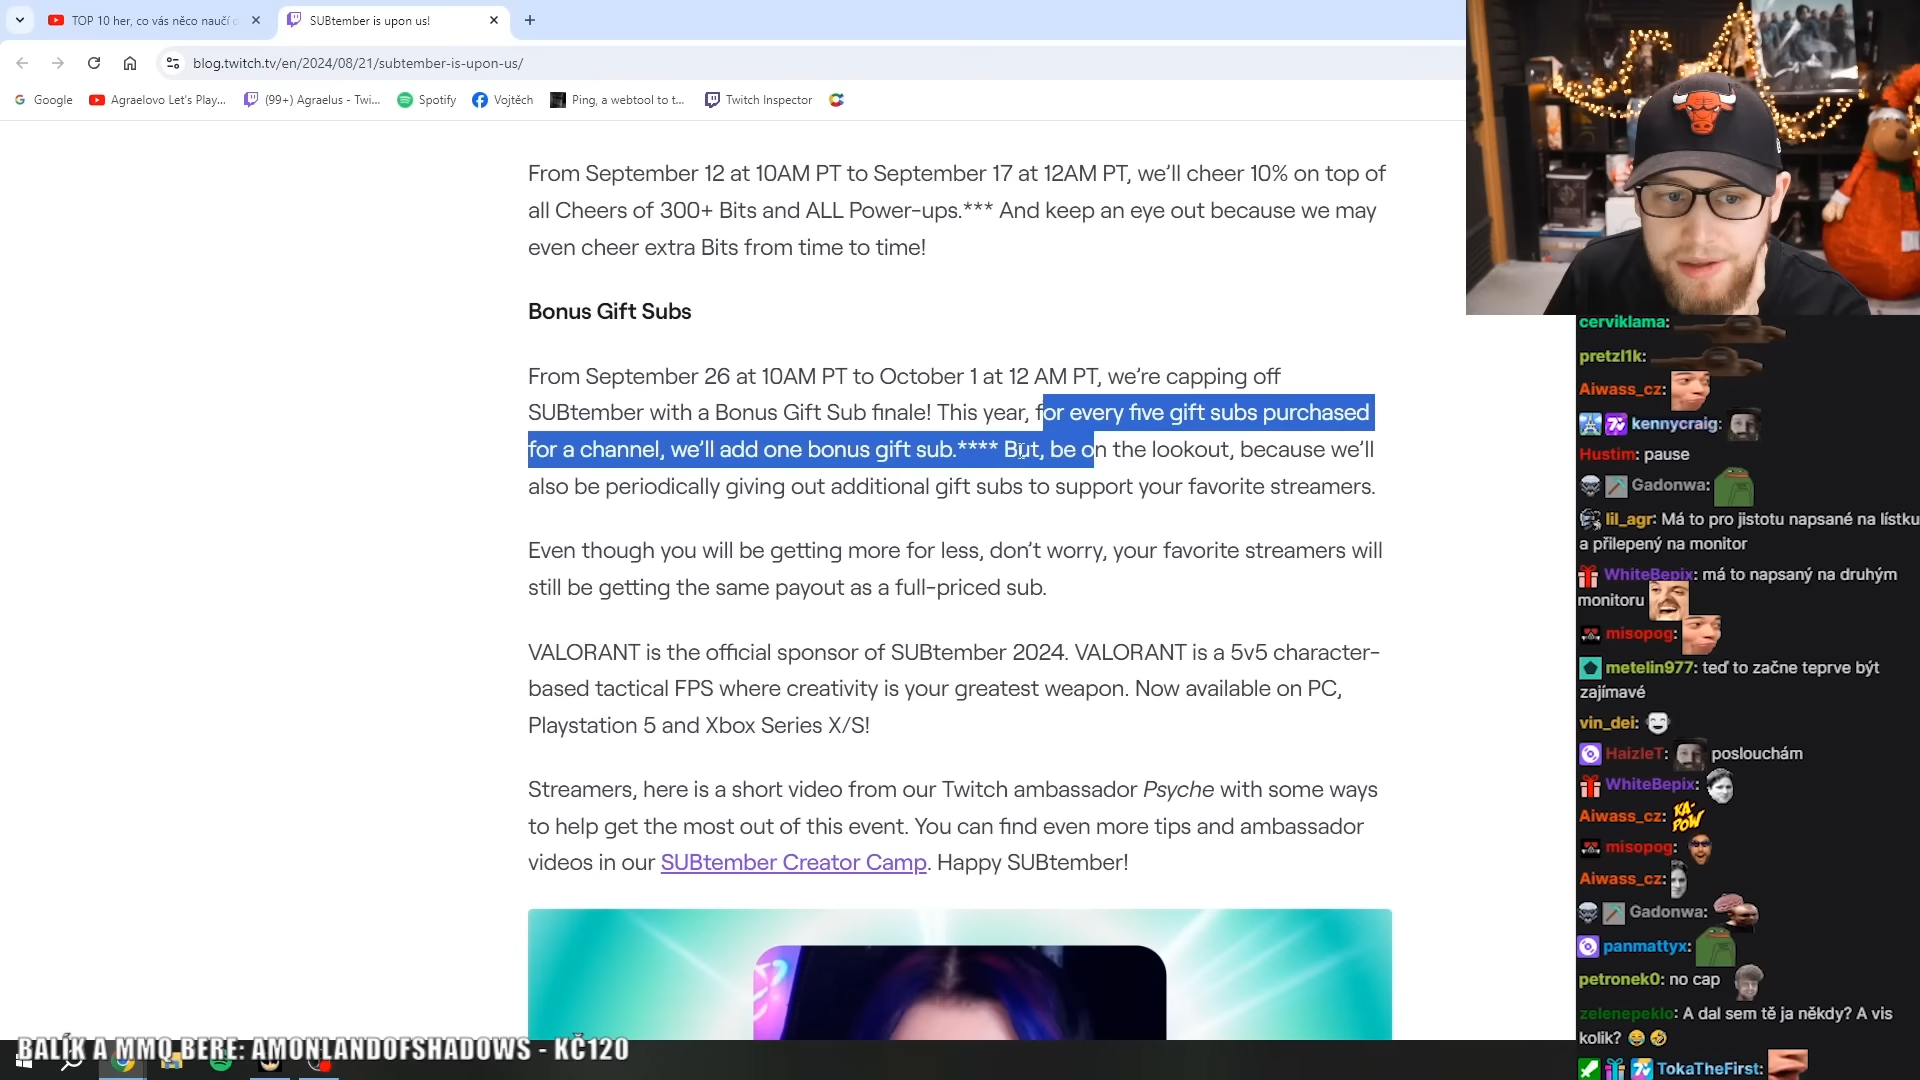 TOP 10 her, co vás něco naučí
SUBtember is upon us!
blog.twitch.tv/en/2024/08/21/subtember-is-upon-us/
Google
Agraelovo Let's Play...
(99+) Agraelus - Twi...
Spotify
Vojtěch
Ping, a webtool to t...
Twitch Inspector
From September 12 at 10AM PT to September 17 at 12AM PT, we’ll cheer 10% on top of
all Cheers of 300+ Bits and ALL Power-ups.*** And keep an eye out because we may
even cheer extra Bits from time to time!
Bonus Gift Subs
From September 26 at 10AM PT to October 1 at 12 AM PT, we’re capping off
SUBtember with a Bonus Gift Sub finale! This year, for every five gift subs purchased
for a channel, we’ll add one bonus gift sub.**** But, be on the lookout, because we’ll
also be periodically giving out additional gift subs to support your favorite streamers.
Even though you will be getting more for less, don’t worry, your favorite streamers will
still be getting the same payout as a full-priced sub.
VALORANT is the official sponsor of SUBtember 2024. VALORANT is a 5v5 character-
based tactical FPS where creativity is your greatest weapon. Now available on PC,
Playstation 5 and Xbox Series X/S!
Streamers, here is a short video from our Twitch ambassador Psyche with some ways
to help get the most out of this event. You can find even more tips and ambassador
videos in our SUBtember Creator Camp. Happy SUBtember!
cerviklama:
pretzl1k:
Aiwass_cz:
kennycraig:
Hustim: pause
Gadonwa:
lil_agr: Má to pro jistotu napsané na lístku
a přilepený na monitor
WhiteBepix: má to napsaný na druhým
monitoru
misopog:
metelin977: teď to začne teprve být
zajímavé
vin_dei:
HaizleT: poslouchám
WhiteBepix:
Aiwass_cz: KA-POW
misopog:
Aiwass_cz:
Gadonwa:
panmattyx:
petronek0: no cap
zelenepeklo: A dal sem tě ja někdy? A vis
kolik?
TokaTheFirst:
BALÍK A MMQ BERE: AMONLANDOFSHADOWS - KČ120